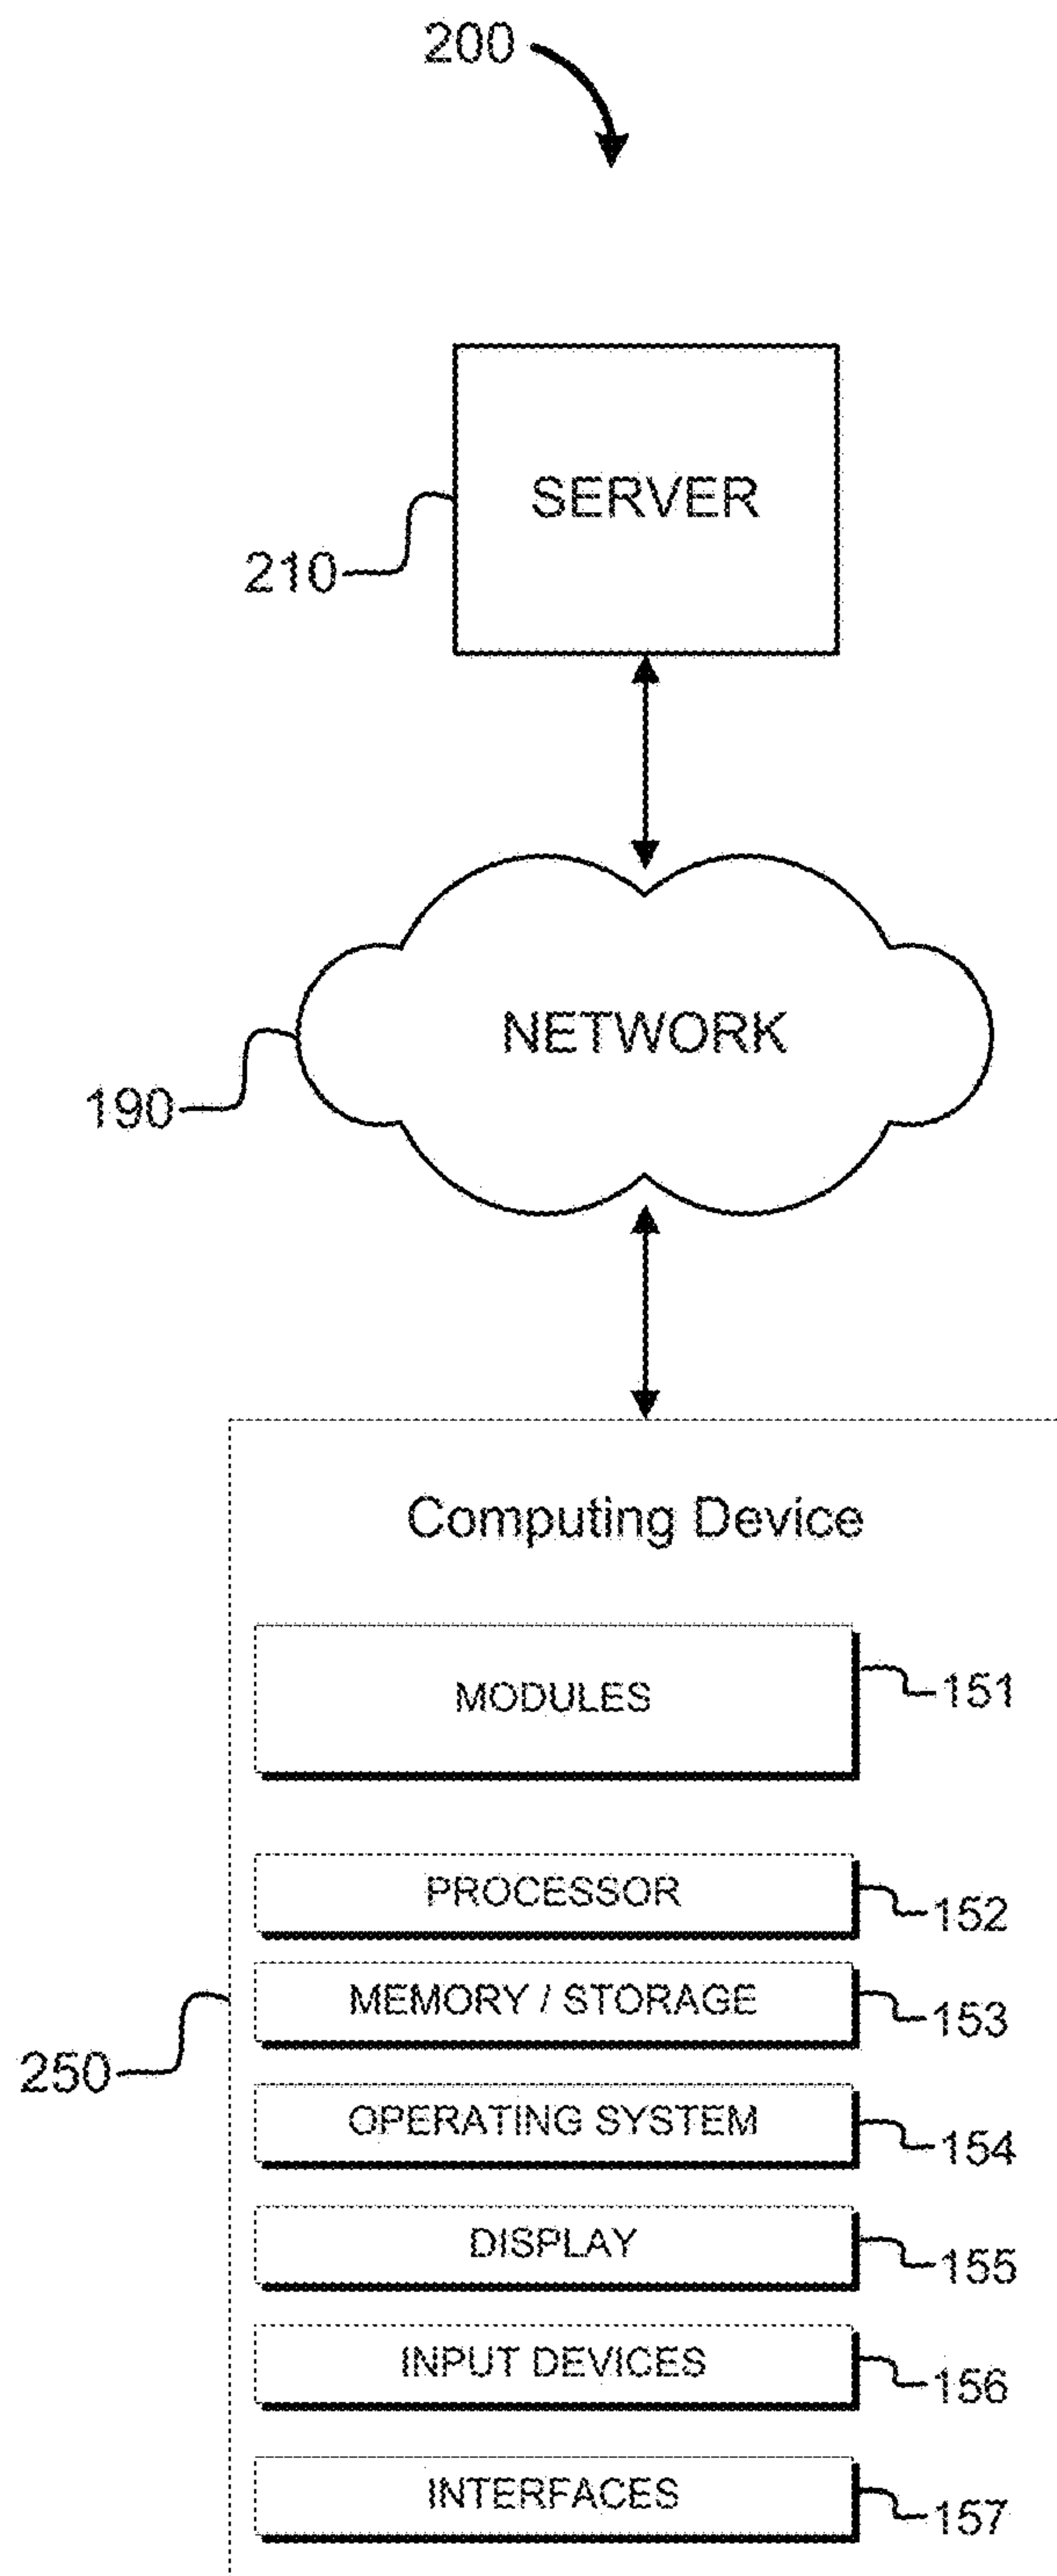 200
SERVER
210
NETWORK
190
Computing Device
MODULES
151
PROCESSOR
152
MEMORY / STORAGE
153
250
OPERATING SYSTEM
154
DISPLAY
155
INPUT DEVICES
156
INTERFACES
157